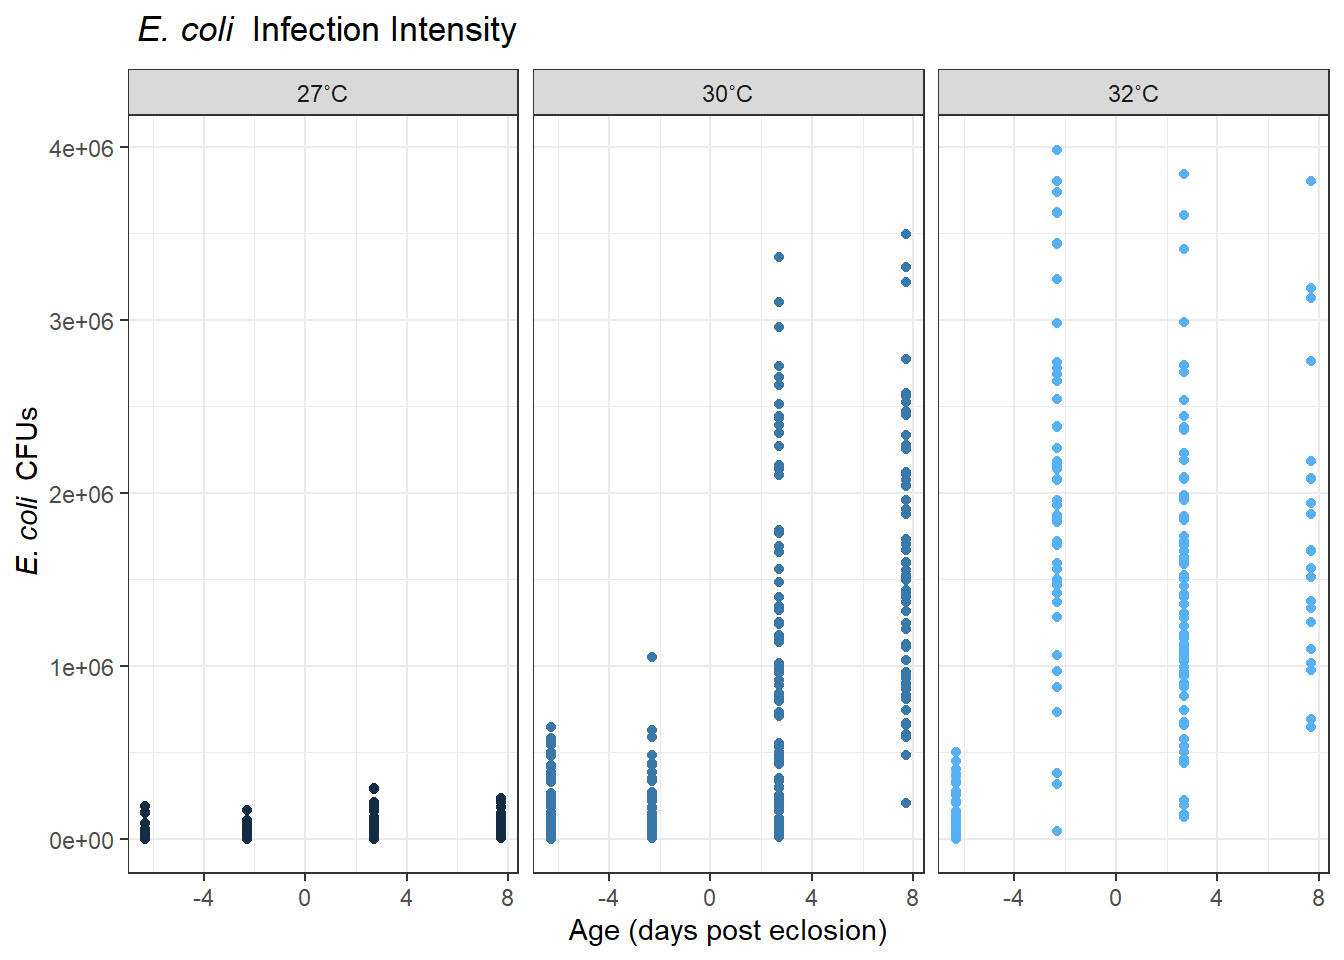 E. coli Infection Intensity
27°C
30°C
32°C
4e+06
3e+06
2e+06
1e+06
0e+00
E. coli CFUs
-4 0 4 8
-4 0 4 8
-4 0 4 8
Age (days post eclosion)